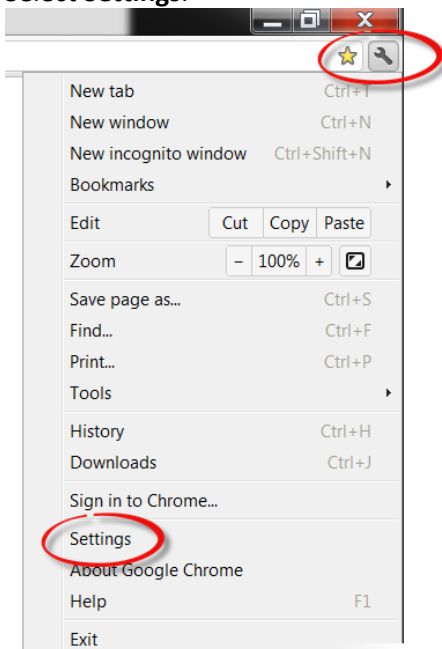 Select Settings.
New tab Ctrl+T
New window Ctrl+N
New incognito window Ctrl+Shift+N
Bookmarks
Edit Cut Copy Paste
Zoom - 100% +
Save page as... Ctrl+S
Find... Ctrl+F
Print... Ctrl+P
Tools
History Ctrl+H
Downloads Ctrl+J
Sign in to Chrome...
Settings
About Google Chrome
Help F1
Exit